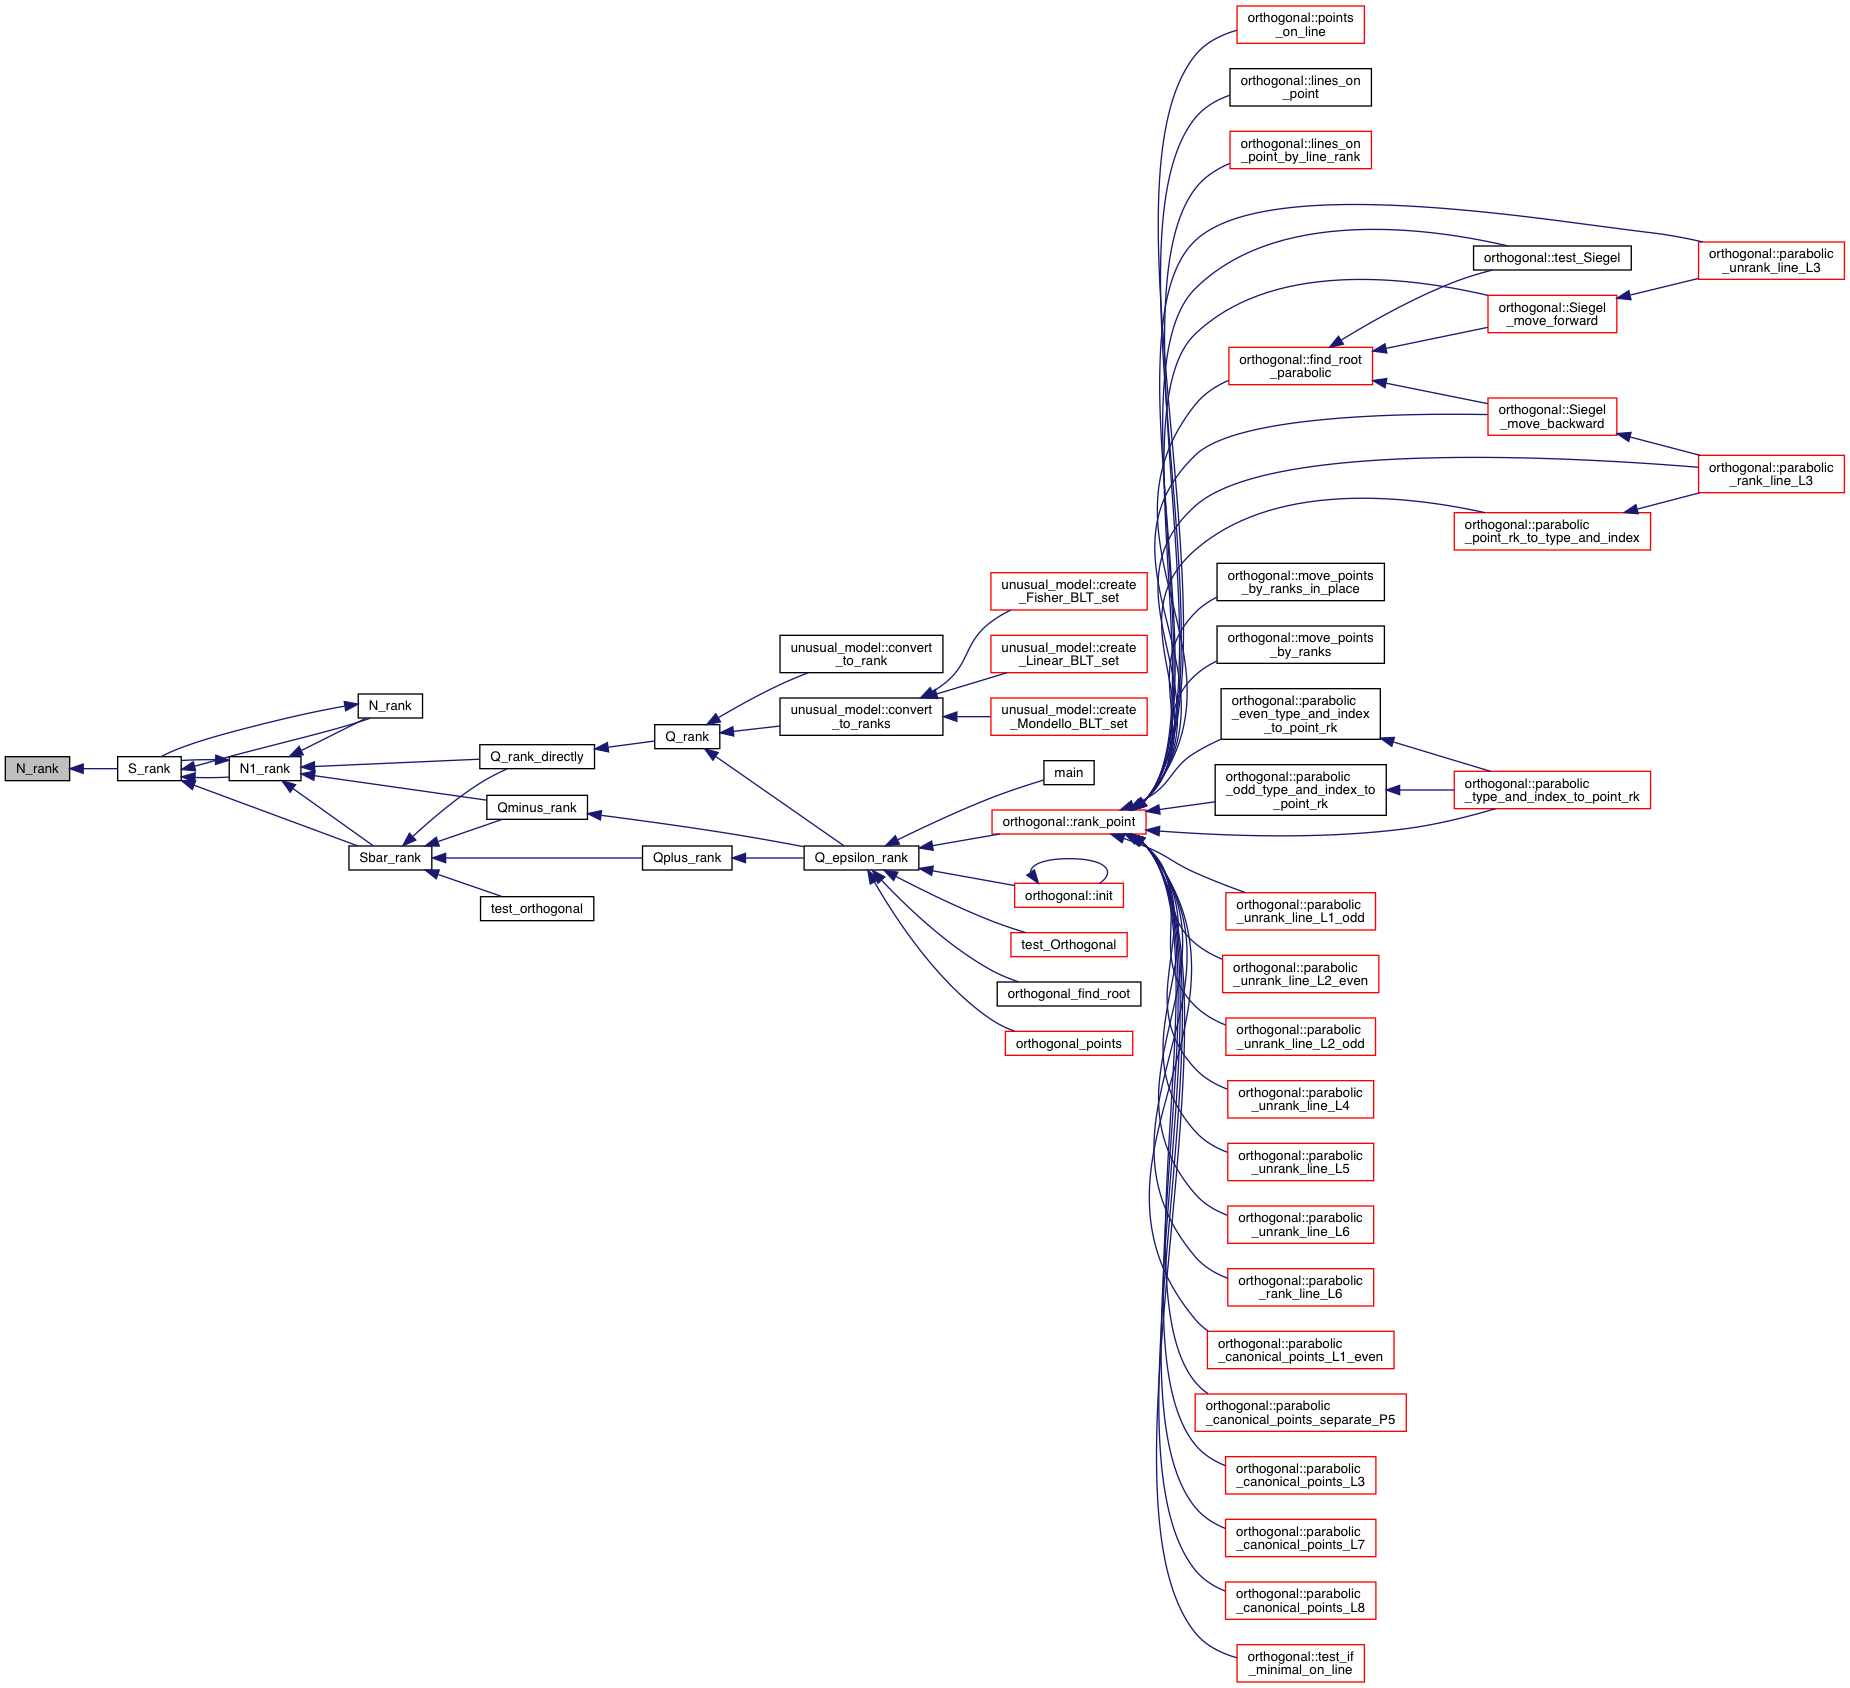 orthogonal::points
_on_line
orthogonal::lines_on
_point
orthogonal::lines_on
_point_by_line_rank
orthogonal::test_Siegel
orthogonal::parabolic
_unrank_line_L3
orthogonal::Siegel
_move_forward
orthogonal::find_root
_parabolic
orthogonal::Siegel
_move_backward
orthogonal::parabolic
_rank_line_L3
orthogonal::parabolic
_point_rk_to_type_and_index
orthogonal::move_points
_by_ranks_in_place
unusual_model::create
_Fisher_BLT_set
orthogonal::move_points
_by_ranks
unusual_model::convert
_to_rank
unusual_model::create
_Linear_BLT_set
N_rank
unusual_model::convert
_to_ranks
unusual_model::create
_Mondello_BLT_set
orthogonal::parabolic
_even_type_and_index
_to_point_rk
Q_rank
Q_rank_directly
N_rank
S_rank
N1_rank
main
orthogonal::parabolic
_odd_type_and_index_to
_point_rk
orthogonal::parabolic
_type_and_index_to_point_rk
Qminus_rank
orthogonal::rank_point
Sbar_rank
Qplus_rank
Q_epsilon_rank
orthogonal::init
test_orthogonal
orthogonal::parabolic
_unrank_line_L1_odd
test_Orthogonal
orthogonal::parabolic
_unrank_line_L2_even
orthogonal_find_root
orthogonal_points
orthogonal::parabolic
_unrank_line_L2_odd
orthogonal::parabolic
_unrank_line_L4
orthogonal::parabolic
_unrank_line_L5
orthogonal::parabolic
_unrank_line_L6
orthogonal::parabolic
_rank_line_L6
orthogonal::parabolic
_canonical_points_L1_even
orthogonal::parabolic
_canonical_points_separate_P5
orthogonal::parabolic
_canonical_points_L3
orthogonal::parabolic
_canonical_points_L7
orthogonal::parabolic
_canonical_points_L8
orthogonal::test_if
_minimal_on_line